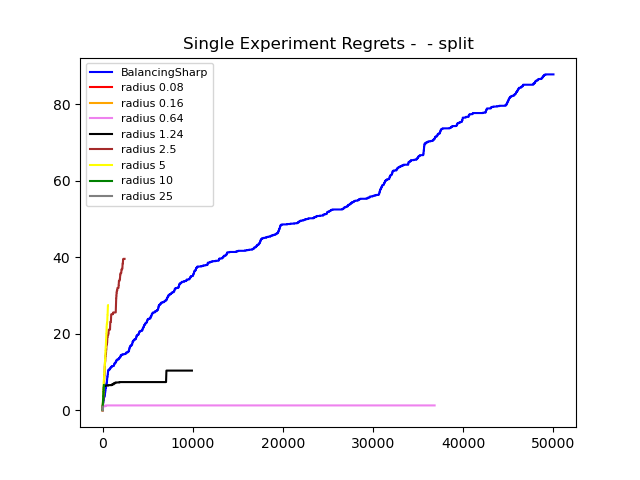 Single Experiment Regrets -  - split
BalancingSharp
radius 0.08
radius 0.16
radius 0.64
radius 1.24
radius 2.5
radius 5
radius 10
radius 25
80
60
40
20
0
0 10000 20000 30000 40000 50000